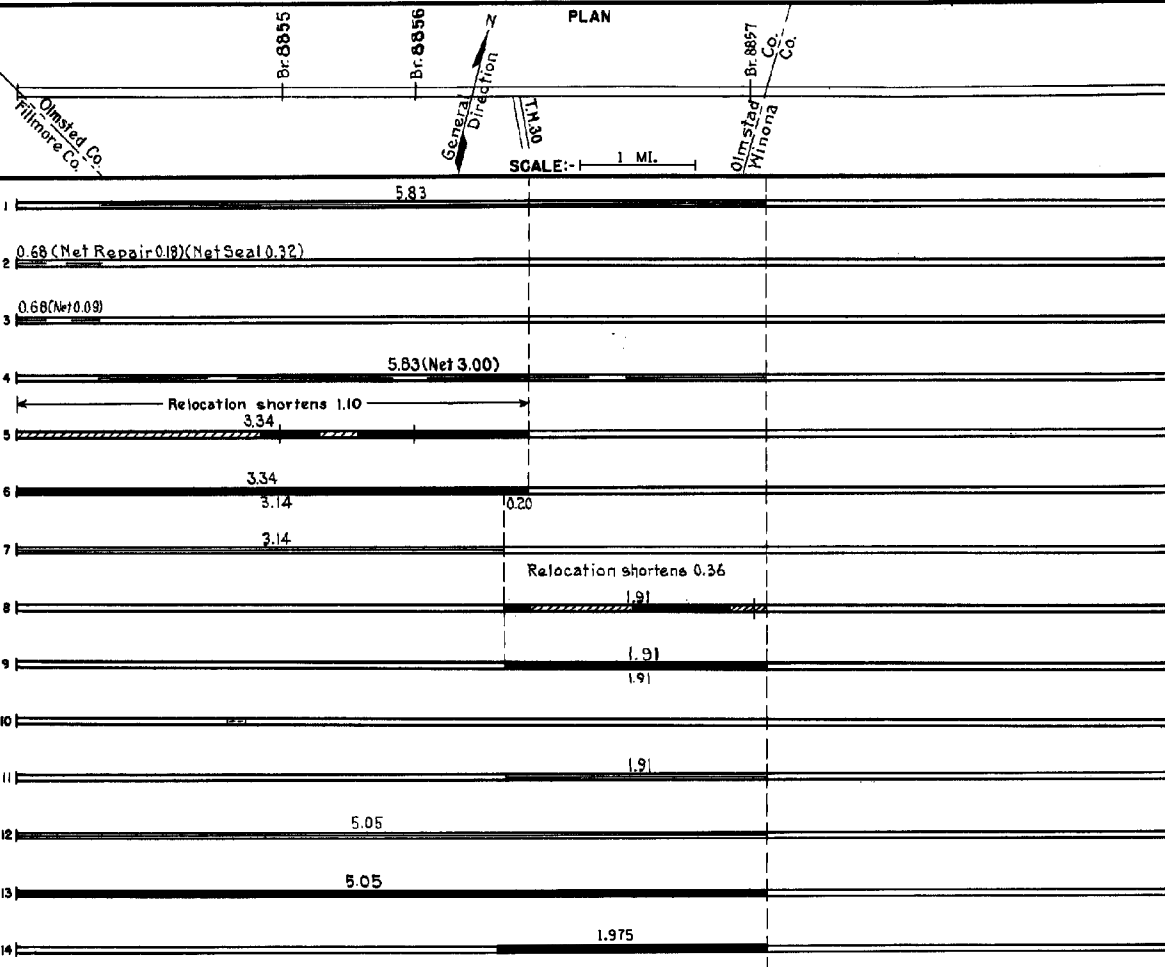 PLAN
Br. 8855
Br. 8856
N
General Direction
T.H.30
Br. 8857
Co.
Co.
Olmsted Co.
Fillmore Co.
Olmstad
Winona
SCALE:- 1 MI.
1 5.83
2 0.68 (Net Repair 0.18)(Net Seal 0.32)
3 0.68(Net 0.09)
4 5.83 (Net 3.00)
Relocation shortens 1.10
5 3.34
6 3.34
3.14 0.20
7 3.14
Relocation shortens 0.36
8 1.91
9 1.91
1.91
10
11 1.91
12 5.05
13 5.05
14 1.975